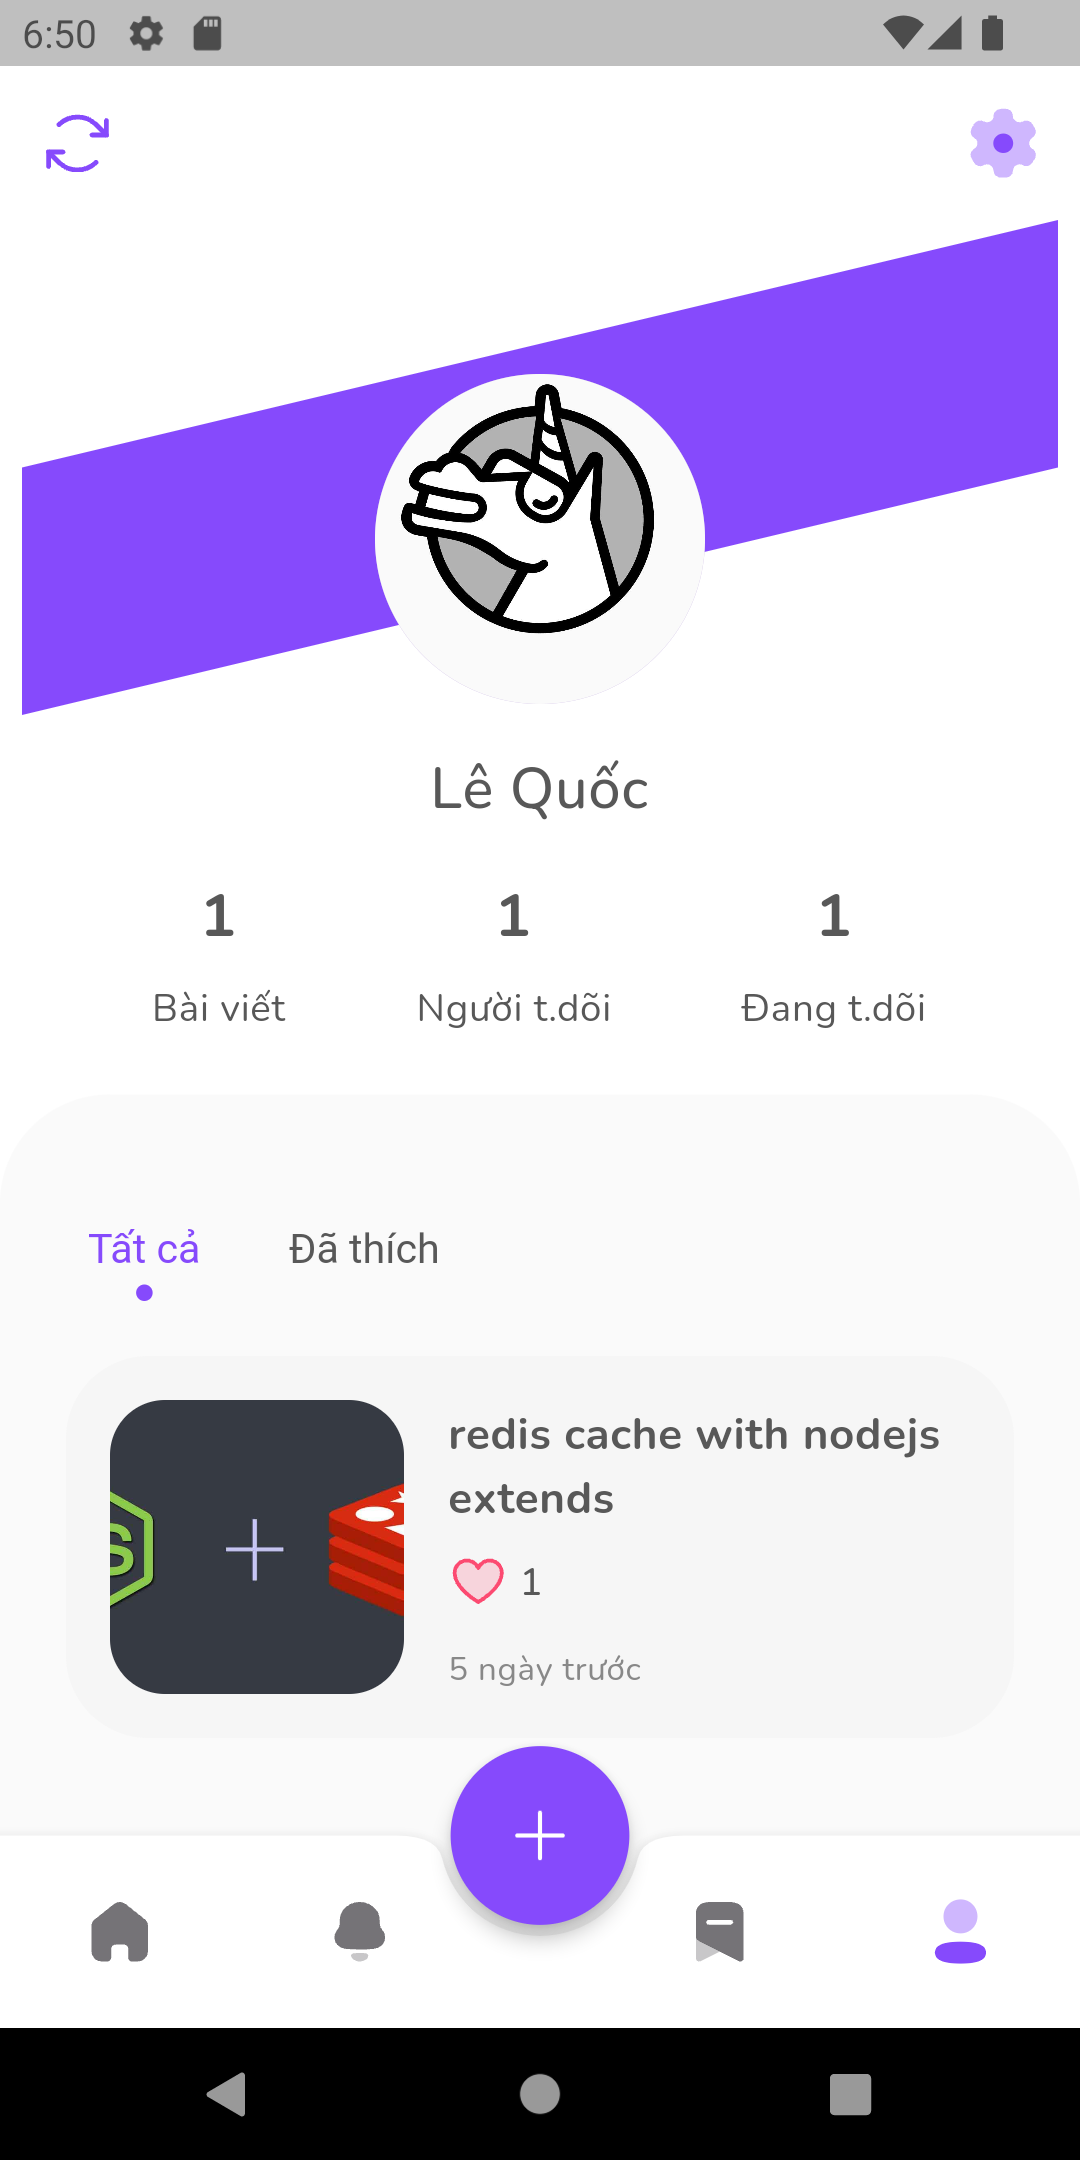 6:50
Lê Quốc
1 1 1
Bài viết Người t.dõi Đang t.dõi
Tất cả Đã thích
redis cache with nodejs
extends
1
5 ngày trước
S